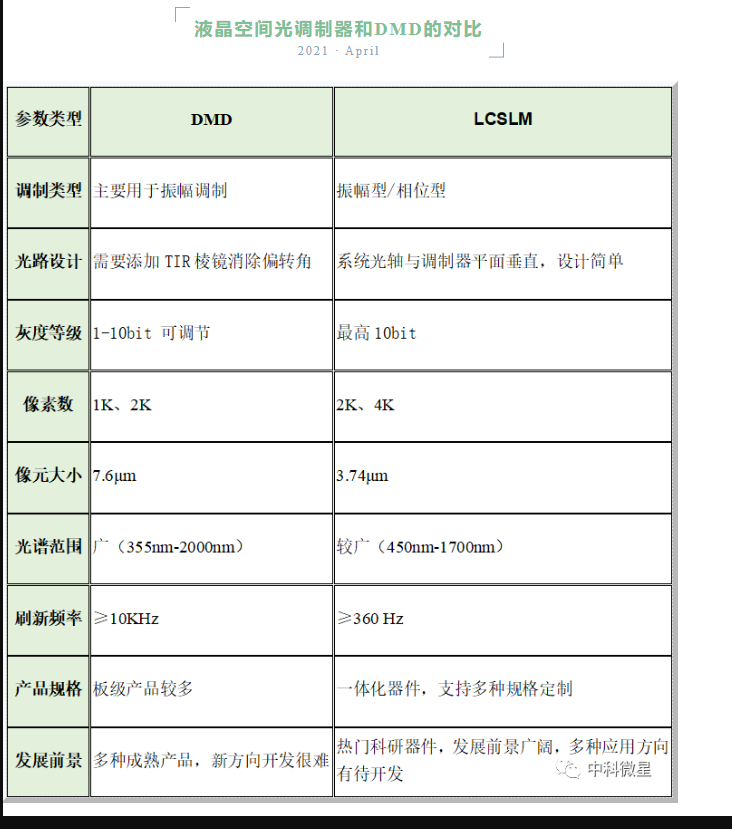 液晶空间光调制器和DMD的对比
2021 · April
参数类型 DMD LCSLM
调制类型 主要用于振幅调制 振幅型/相位型
光路设计 需要添加 TIR 棱镜消除偏转角 系统光轴与调制器平面垂直，设计简单
灰度等级 1-10bit 可调节 最高 10bit
像素数 1K、2K 2K、4K
像元大小 7.6μm 3.74μm
光谱范围 广（355nm-2000nm） 较广（450nm-1700nm）
刷新频率 ≥10KHz ≥360 Hz
产品规格 板级产品较多 一体化器件，支持多种规格定制
发展前景 多种成熟产品，新方向开发很难 热门科研器件，发展前景广阔，多种应用方向
有待开发
中科微星